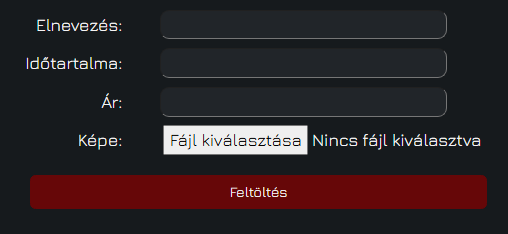 Elnevezés:
Időtartalma:
Ár:
Képe: Fájl kiválasztása Nincs fájl kiválasztva
Feltöltés